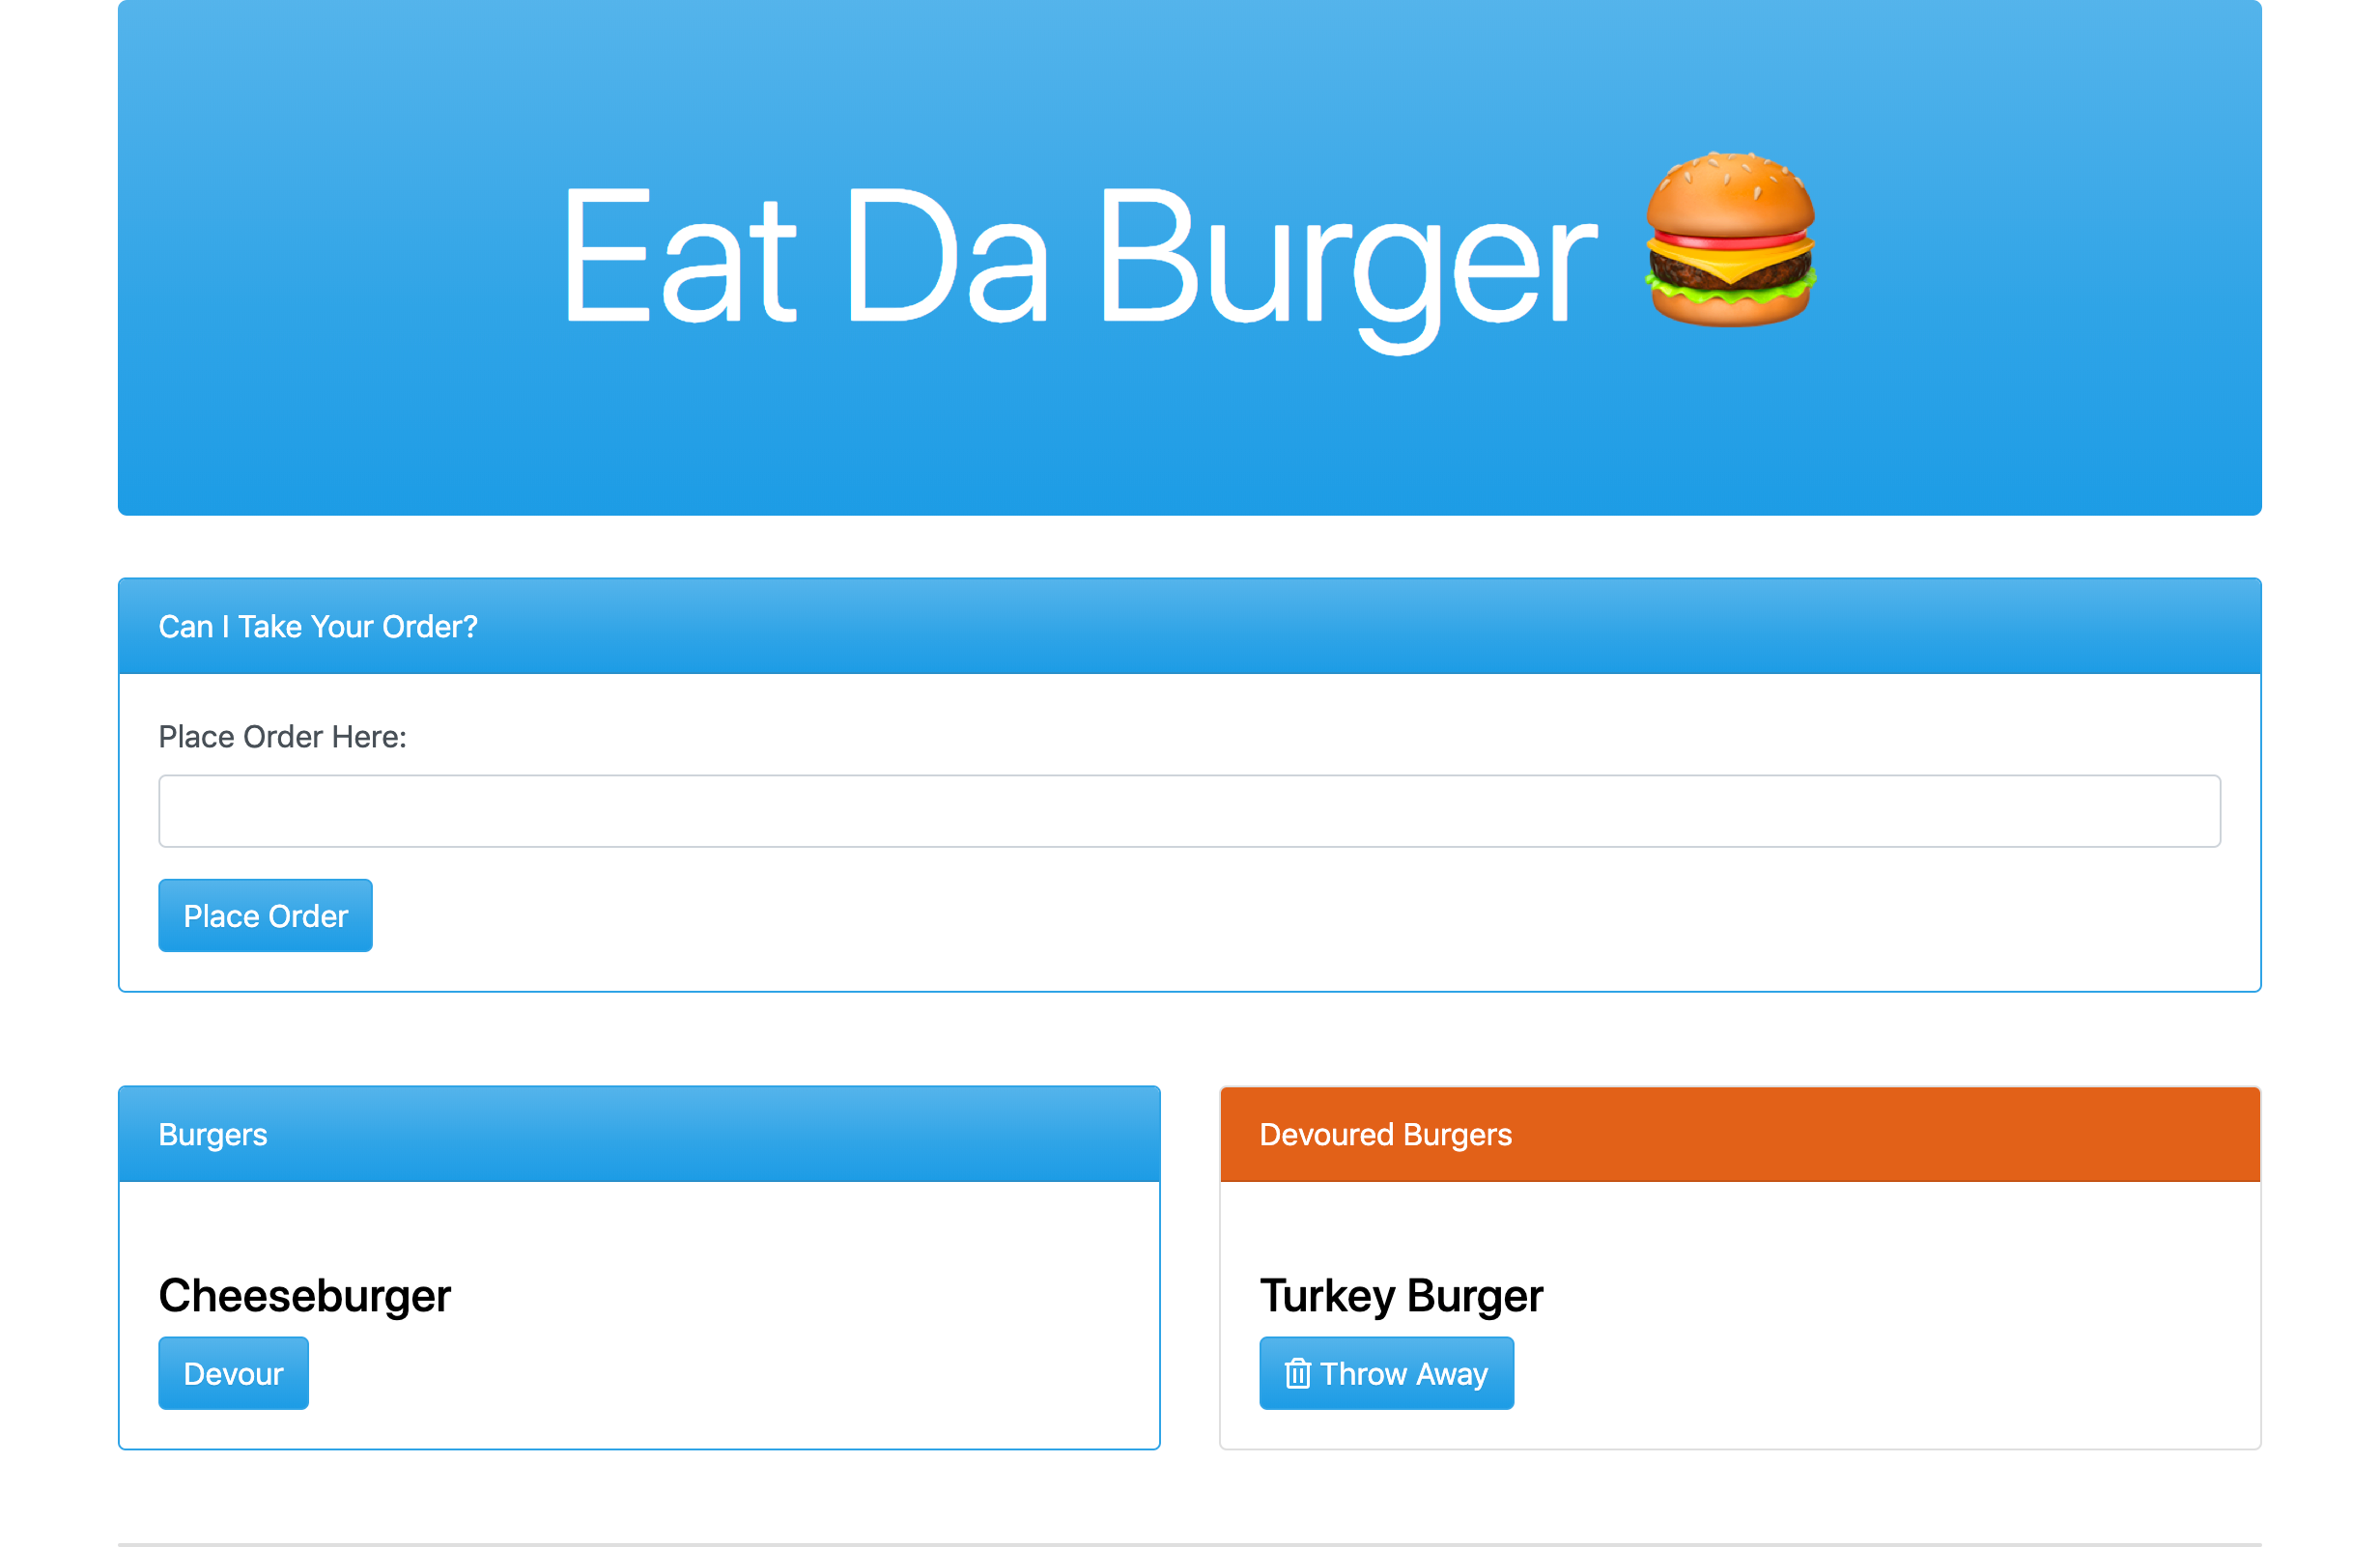 Eat Da Burger 🍔
Can I Take Your Order?
Place Order Here:
Place Order
Burgers
Cheeseburger
Devour
Devoured Burgers
Turkey Burger
Throw Away